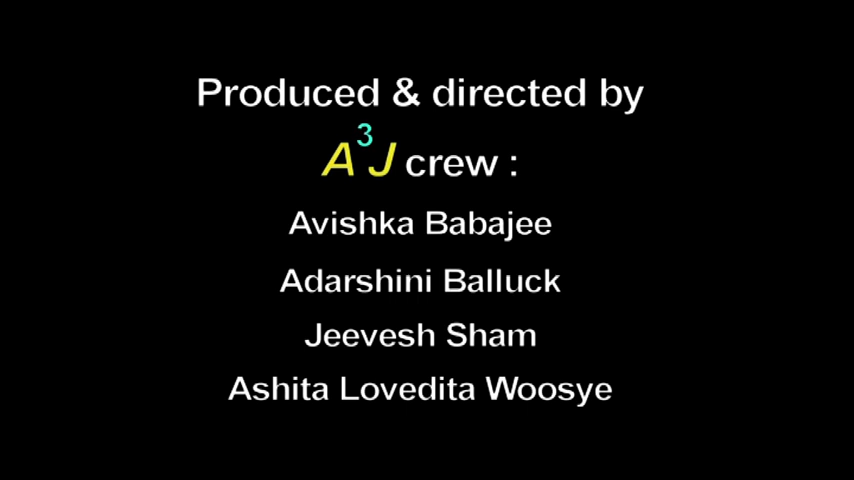 Produced & directed by
A³J crew :
Avishka Babajee
Adarshini Balluck
Jeevesh Sham
Ashita Lovedita Woosye